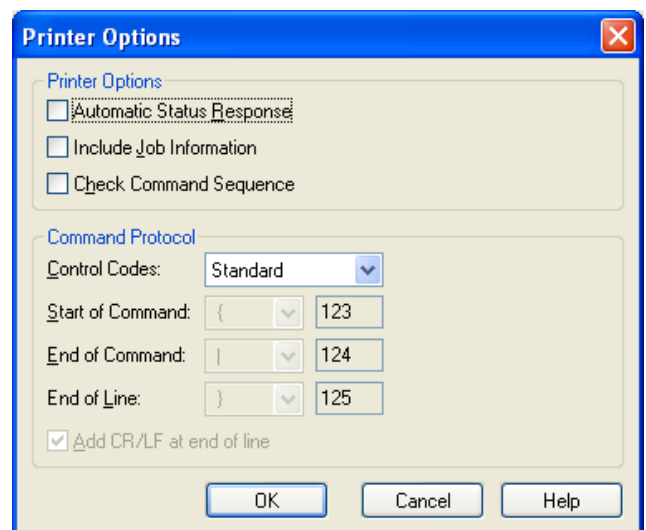 Printer Options
Printer Options
Automatic Status Response
Include Job Information
Check Command Sequence
Command Protocol
Control Codes: Standard
Start of Command: { 123
End of Command: | 124
End of Line: } 125
Add CR/LF at end of line
OK Cancel Help